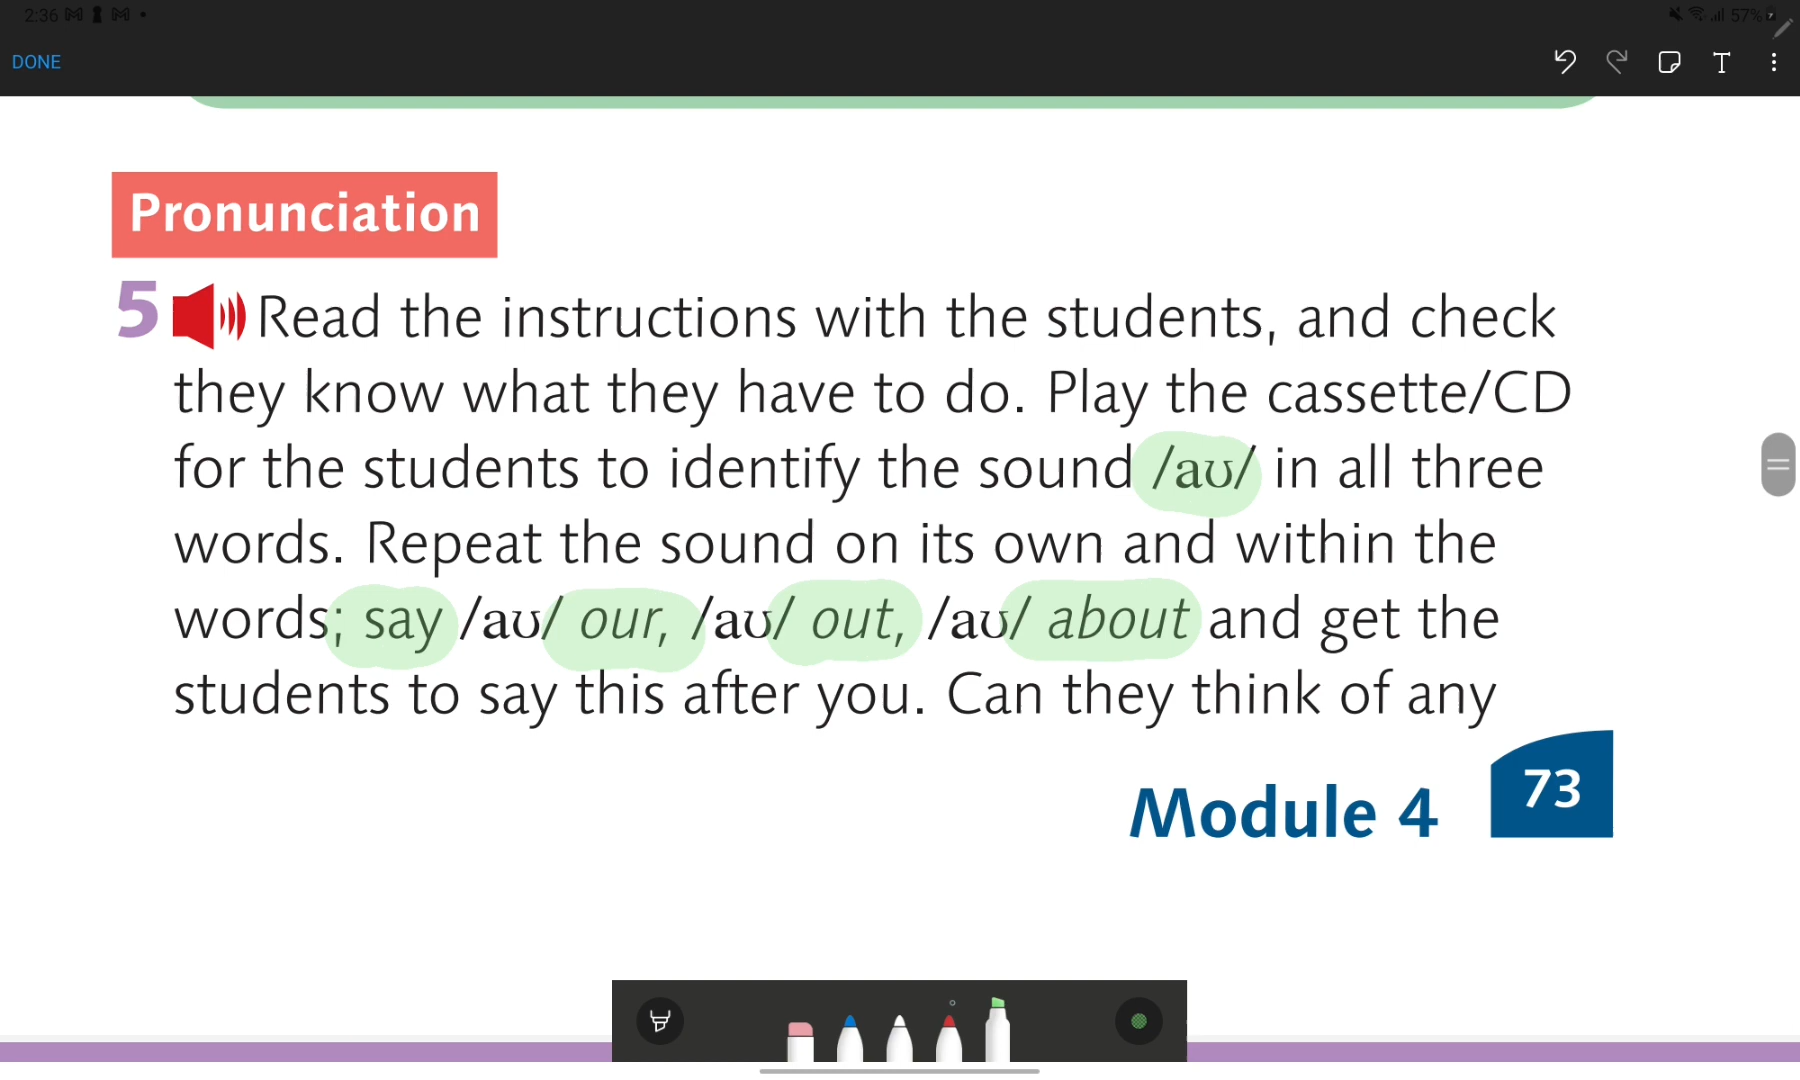 2:36
57%
DONE
T
Pronunciation
5 Read the instructions with the students, and check
they know what they have to do. Play the cassette/CD
for the students to identify the sound /aʊ/ in all three
words. Repeat the sound on its own and within the
words; say /aʊ/ our, /aʊ/ out, /aʊ/ about and get the
students to say this after you. Can they think of any
Module 4 73